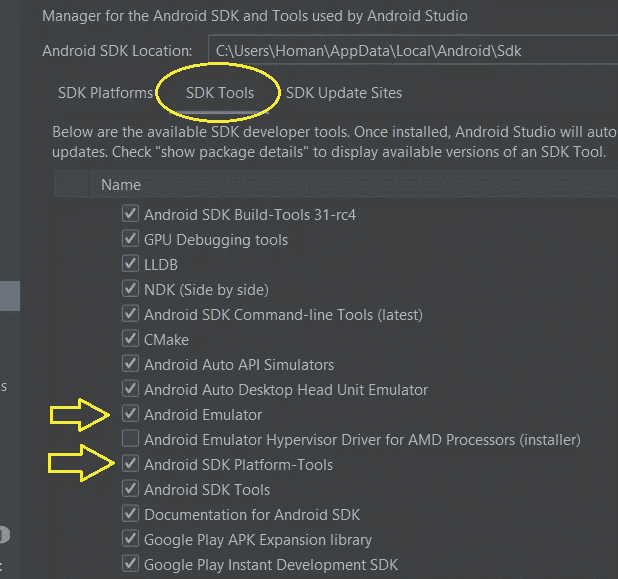 Manager for the Android SDK and Tools used by Android Studio
Android SDK Location: C:\Users\Homan\AppData\Local\Android\Sdk
SDK Platforms SDK Tools SDK Update Sites
Below are the available SDK developer tools. Once installed, Android Studio will auto
updates. Check "show package details" to display available versions of an SDK Tool.
Name
Android SDK Build-Tools 31-rc4
GPU Debugging tools
LLDB
NDK (Side by side)
Android SDK Command-line Tools (latest)
CMake
Android Auto API Simulators
s
Android Auto Desktop Head Unit Emulator
Android Emulator
Android Emulator Hypervisor Driver for AMD Processors (installer)
Android SDK Platform-Tools
Android SDK Tools
Documentation for Android SDK
Google Play APK Expansion library
Google Play Instant Development SDK